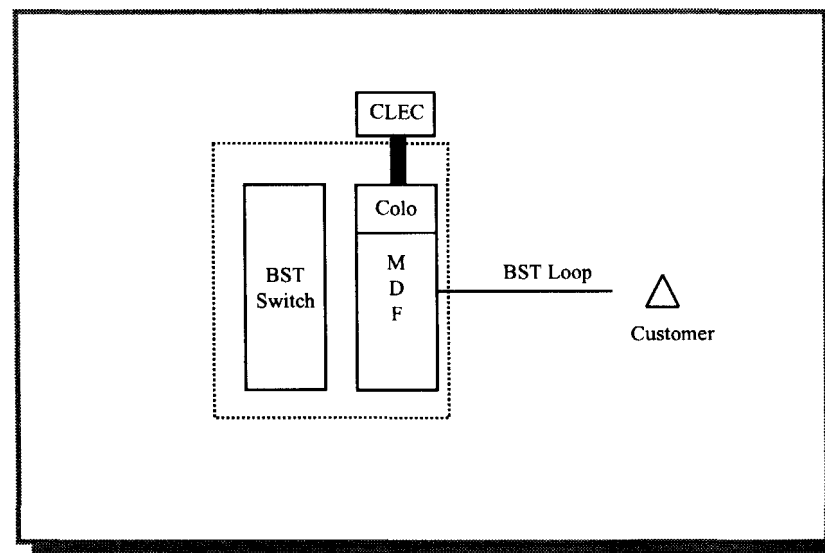 CLEC
Colo
BST
Switch
M
D
F
BST Loop
Customer